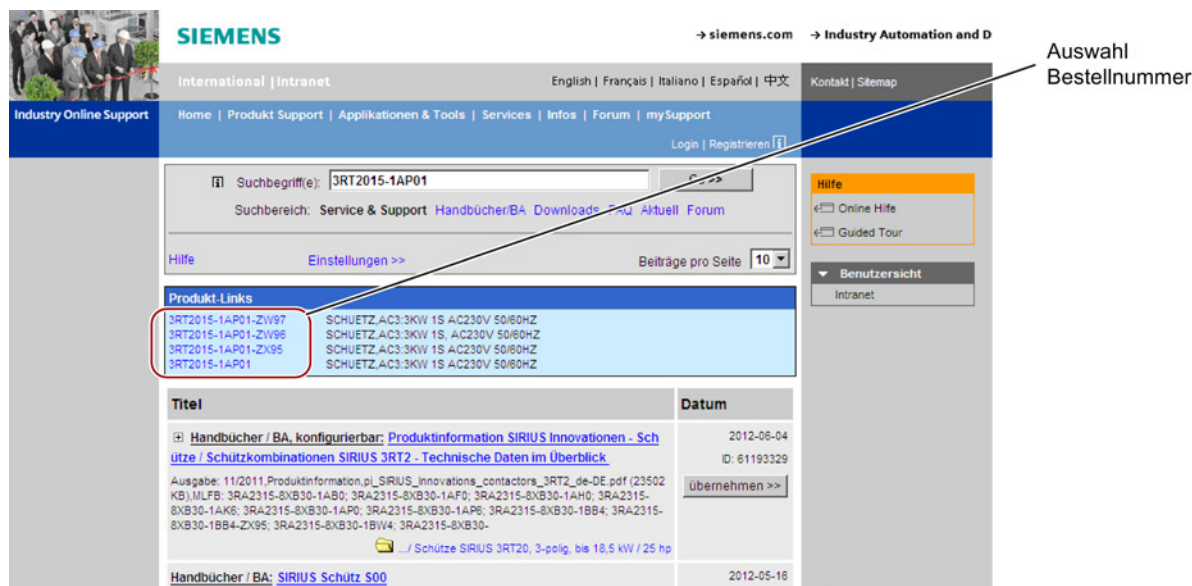 SIEMENS
→ siemens.com → Industry Automation and D
Auswahl
Bestellnummer
International | Intranet English | Français | Italiano | Español | 中文 Kontakt | Sitemap
Industry Online Support Home | Produkt Support | Applikationen & Tools | Services | Infos | Forum | mySupport
Login | Registrieren
Suchbegriff(e): 3RT2015-1AP01
Suchbereich: Service & Support Handbücher/BA Downloads FAQ Aktuell Forum
Hilfe Einstellungen >> Beiträge pro Seite 10
Hilfe
Online Hilfe
Guided Tour
Benutzersicht
Intranet
Produkt-Links
3RT2015-1AP01-ZW97 SCHUETZ,AC3:3KW 1S AC230V 50/60HZ
3RT2015-1AP01-ZW96 SCHUETZ,AC3:3KW 1S, AC230V 50/60HZ
3RT2015-1AP01-ZX95 SCHUETZ,AC3:3KW 1S AC230V 50/60HZ
3RT2015-1AP01 SCHUETZ,AC3:3KW 1S AC230V 50/60HZ
Titel Datum
Handbücher / BA, konfigurierbar: Produktinformation SIRIUS Innovationen - Sch 2012-06-04
ütze / Schützkombinationen SIRIUS 3RT2 - Technische Daten im Überblick ID: 61193329
Ausgabe: 11/2011,Produktinformation,pi_SIRIUS_Innovations_contactors_3RT2_de-DE.pdf (23502 übernehmen >>
KB),MLFB: 3RA2315-8XB30-1AB0; 3RA2315-8XB30-1AF0; 3RA2315-8XB30-1AH0; 3RA2315-
8XB30-1AK6; 3RA2315-8XB30-1AP0; 3RA2315-8XB30-1AP6; 3RA2315-8XB30-1BB4; 3RA2315-
8XB30-1BB4-ZX95; 3RA2315-8XB30-1BW4; 3RA2315-8XB30-
.../ Schütze SIRIUS 3RT20, 3-polig, bis 18,5 kW / 25 hp
Handbücher / BA: SIRIUS Schütz S00 2012-05-16